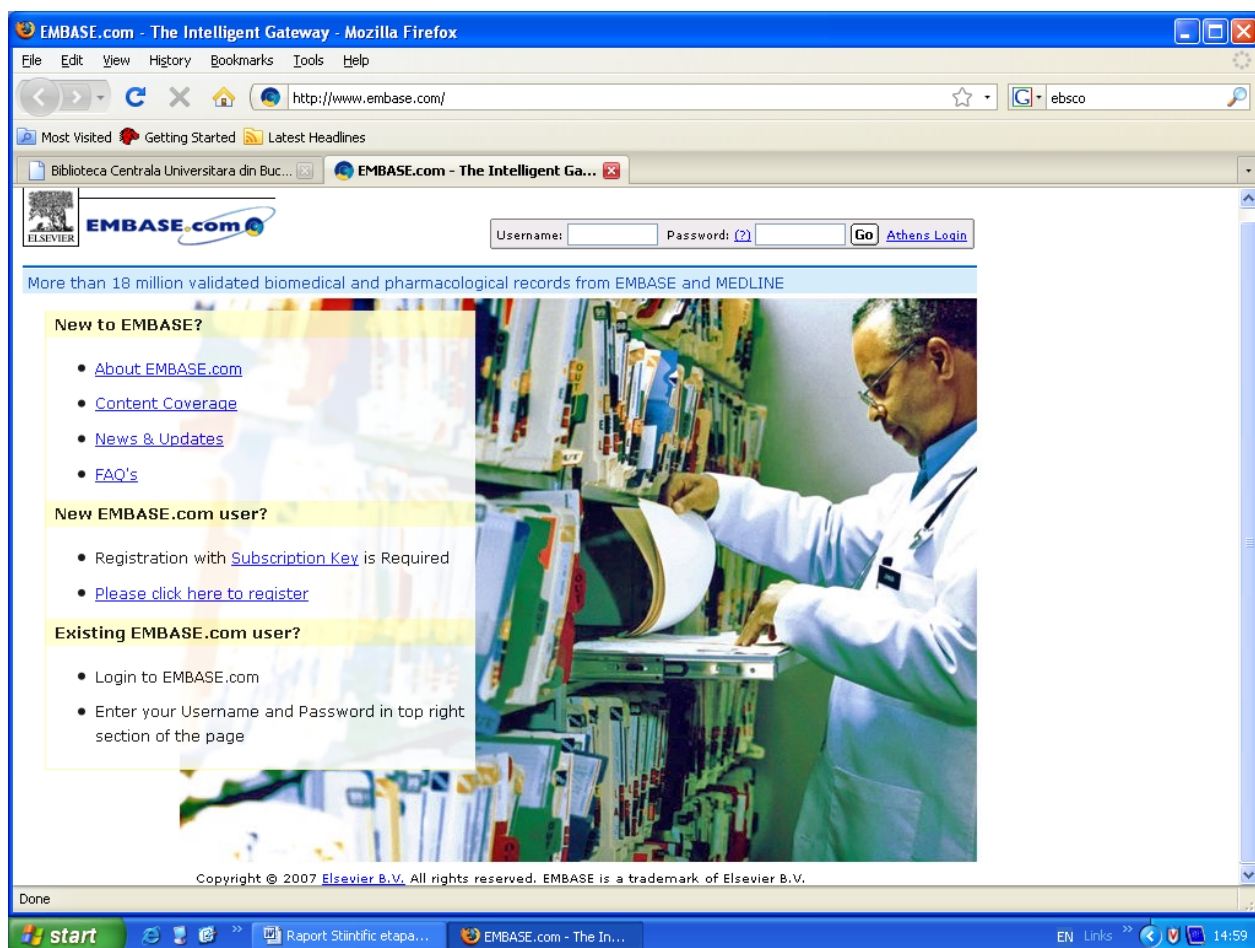 EMBASE.com - The Intelligent Gateway - Mozilla Firefox
File Edit View History Bookmarks Tools Help
http://www.embase.com/
G ebsco
Most Visited Getting Started Latest Headlines
Biblioteca Centrala Universitara din Buc... EMBASE.com - The Intelligent Ga...
ELSEVIER
EMBASE.com
Username: Password: (?) Go Athens Login
More than 18 million validated biomedical and pharmacological records from EMBASE and MEDLINE
New to EMBASE?
• About EMBASE.com
• Content Coverage
• News & Updates
• FAQ's
New EMBASE.com user?
• Registration with Subscription Key is Required
• Please click here to register
Existing EMBASE.com user?
• Login to EMBASE.com
• Enter your Username and Password in top right
section of the page
Copyright © 2007 Elsevier B.V. All rights reserved. EMBASE is a trademark of Elsevier B.V.
Done
start Raport Stiintific etapa... EMBASE.com - The In... EN Links 14:59